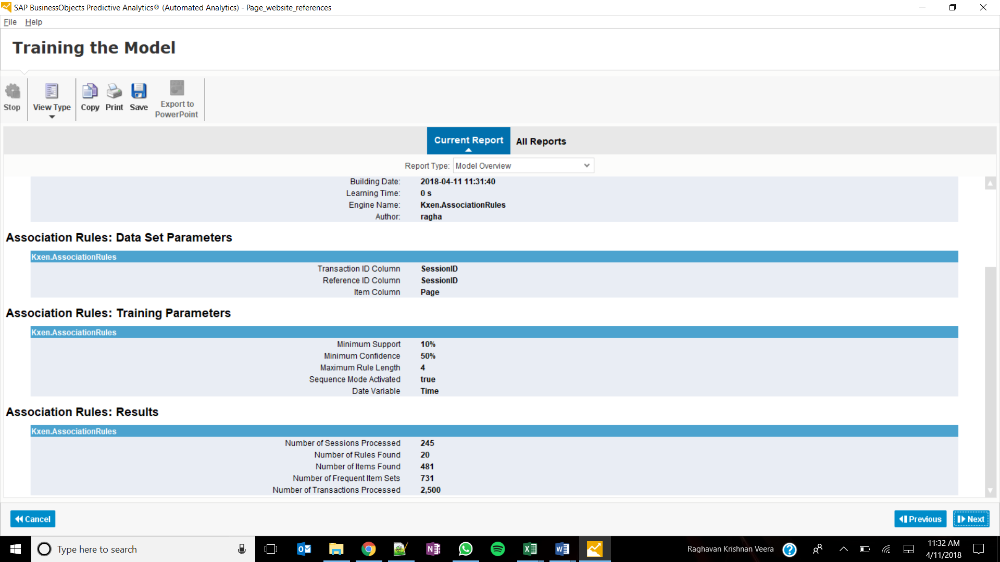 SAP BusinessObjects Predictive Analytics® (Automated Analytics) - Page_website_references
File Help
Training the Model
Stop
View Type
Copy
Print
Save
Export to
PowerPoint
Current Report
All Reports
Report Type: Model Overview
Building Date: 2018-04-11 11:31:40
Learning Time: 0 s
Engine Name: Kxen.AssociationRules
Author: ragha
Association Rules: Data Set Parameters
Kxen.AssociationRules
Transaction ID Column SessionID
Reference ID Column SessionID
Item Column Page
Association Rules: Training Parameters
Kxen.AssociationRules
Minimum Support 10%
Minimum Confidence 50%
Maximum Rule Length 4
Sequence Mode Activated true
Date Variable Time
Association Rules: Results
Kxen.AssociationRules
Number of Sessions Processed 245
Number of Rules Found 20
Number of Items Found 481
Number of Frequent Item Sets 731
Number of Transactions Processed 2,500
Cancel
Previous
Next
Type here to search
Raghavan Krishnan Veera
11:32 AM
4/11/2018